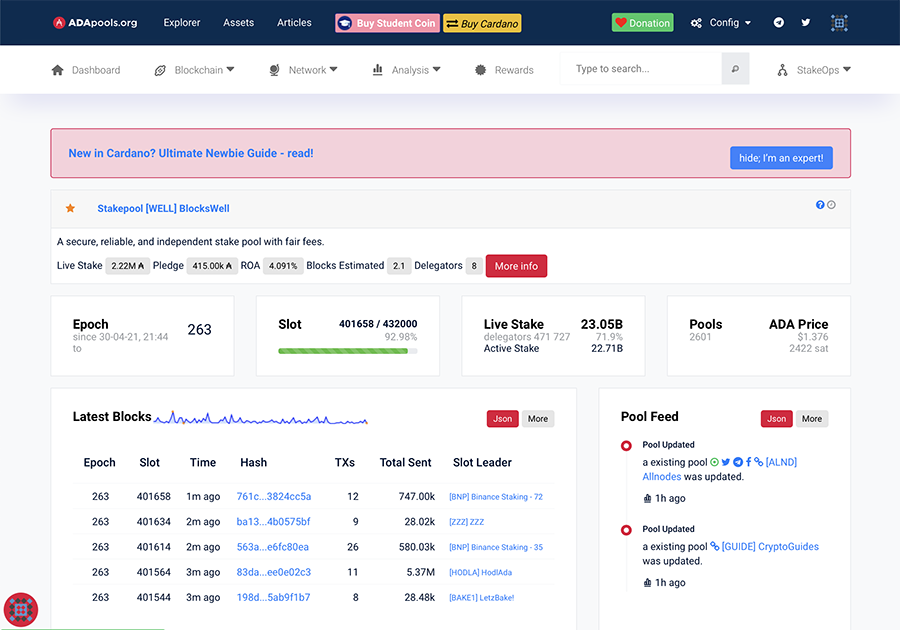 ADApools.org Explorer Assets Articles Buy Student Coin Buy Cardano Donation Config
Dashboard Blockchain Network Analysis Rewards Type to search... StakeOps
New in Cardano? Ultimate Newbie Guide - read!
hide; I'm an expert!
Stakepool [WELL] BlocksWell
A secure, reliable, and independent stake pool with fair fees.
Live Stake 2.22M ₳ Pledge 415.00k ₳ ROA 4.091% Blocks Estimated 2.1 Delegators 8 More info
Epoch
since 30-04-21, 21:44
to
263
Slot 401658 / 432000
92.98%
Live Stake 23.05B
delegators 471 727 71.9%
Active Stake 22.71B
Pools ADA Price
2601 $1.376
2422 sat
Latest Blocks Json More
Epoch Slot Time Hash TXs Total Sent Slot Leader
263 401658 1m ago 761c...3824cc5a 12 747.00k [BNP] Binance Staking - 72
263 401634 2m ago ba13...4b0575bf 9 28.02k [ZZZ] ZZZ
263 401614 2m ago 563a...e6fc80ea 26 580.03k [BNP] Binance Staking - 35
263 401564 3m ago 83da...ee0e02c3 11 5.37M [HODLA] HodlAda
263 401544 3m ago 198d...5ab9f1b7 8 28.48k [BAKE1] LetzBake!
Pool Feed Json More
Pool Updated
a existing pool [ALND]
Allnodes was updated.
1h ago
Pool Updated
a existing pool [GUIDE] CryptoGuides
was updated.
1h ago